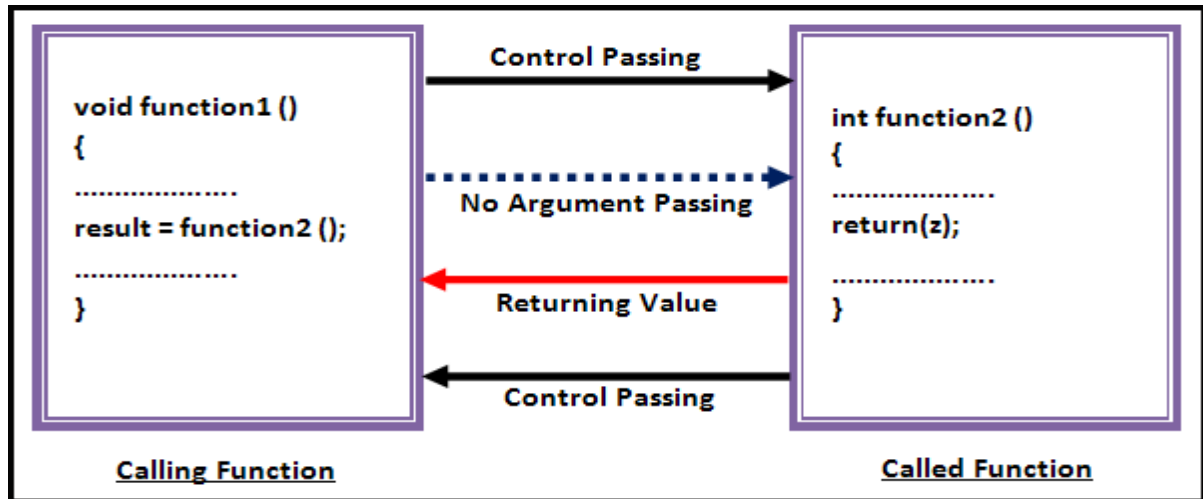 Control Passing
void function1 ()
{
....................
result = function2 ();
....................
}
No Argument Passing
Returning Value
Control Passing
int function2 ()
{
....................
return(z);
....................
}
Calling Function
Called Function